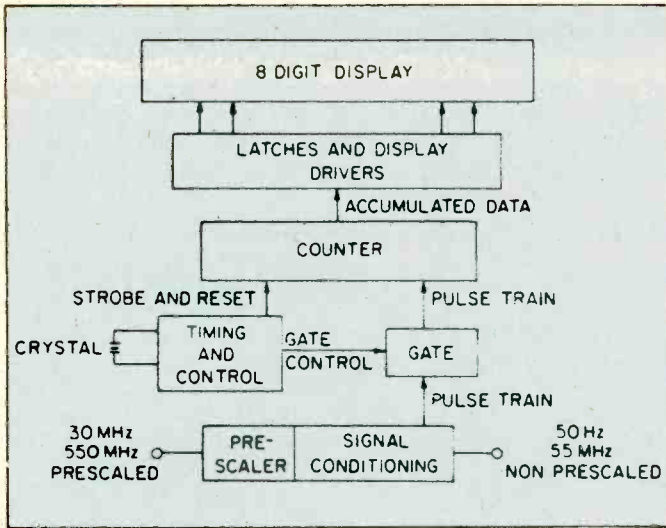 8 DIGIT DISPLAY
LATCHES AND DISPLAY
DRIVERS
ACCUMULATED DATA
COUNTER
STROBE AND RESET
PULSE TRAIN
CRYSTAL
TIMING
AND
CONTROL
GATE
CONTROL
GATE
PULSE TRAIN
30 MHz
550 MHz
PRESCALED
PRE-
SCALER
SIGNAL
CONDITIONING
50 Hz
55 MHz
NON PRESCALED